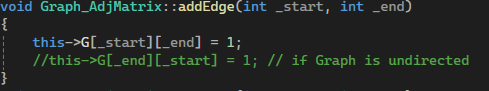 void Graph_AdjMatrix::addEdge(int _start, int _end)
{
this->G[_start][_end] = 1;
//this->G[_end][_start] = 1; // if Graph is undirected
}